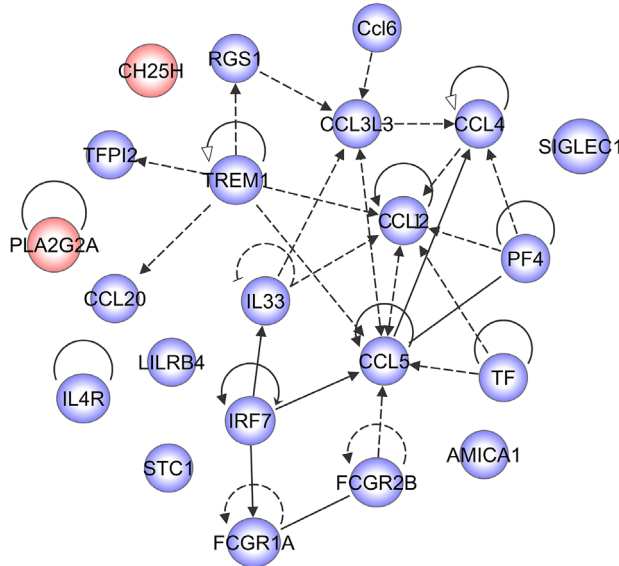 Ccl6
RGS1
CH25H
CCL3L3
CCL4
SIGLEC1
TFPI2
TREM1
CCL12
PLA2G2A
PF4
CCL20
IL33
LILRB4
CCL5
TF
IL4R
IRF7
AMICA1
STC1
FCGR2B
FCGR1A